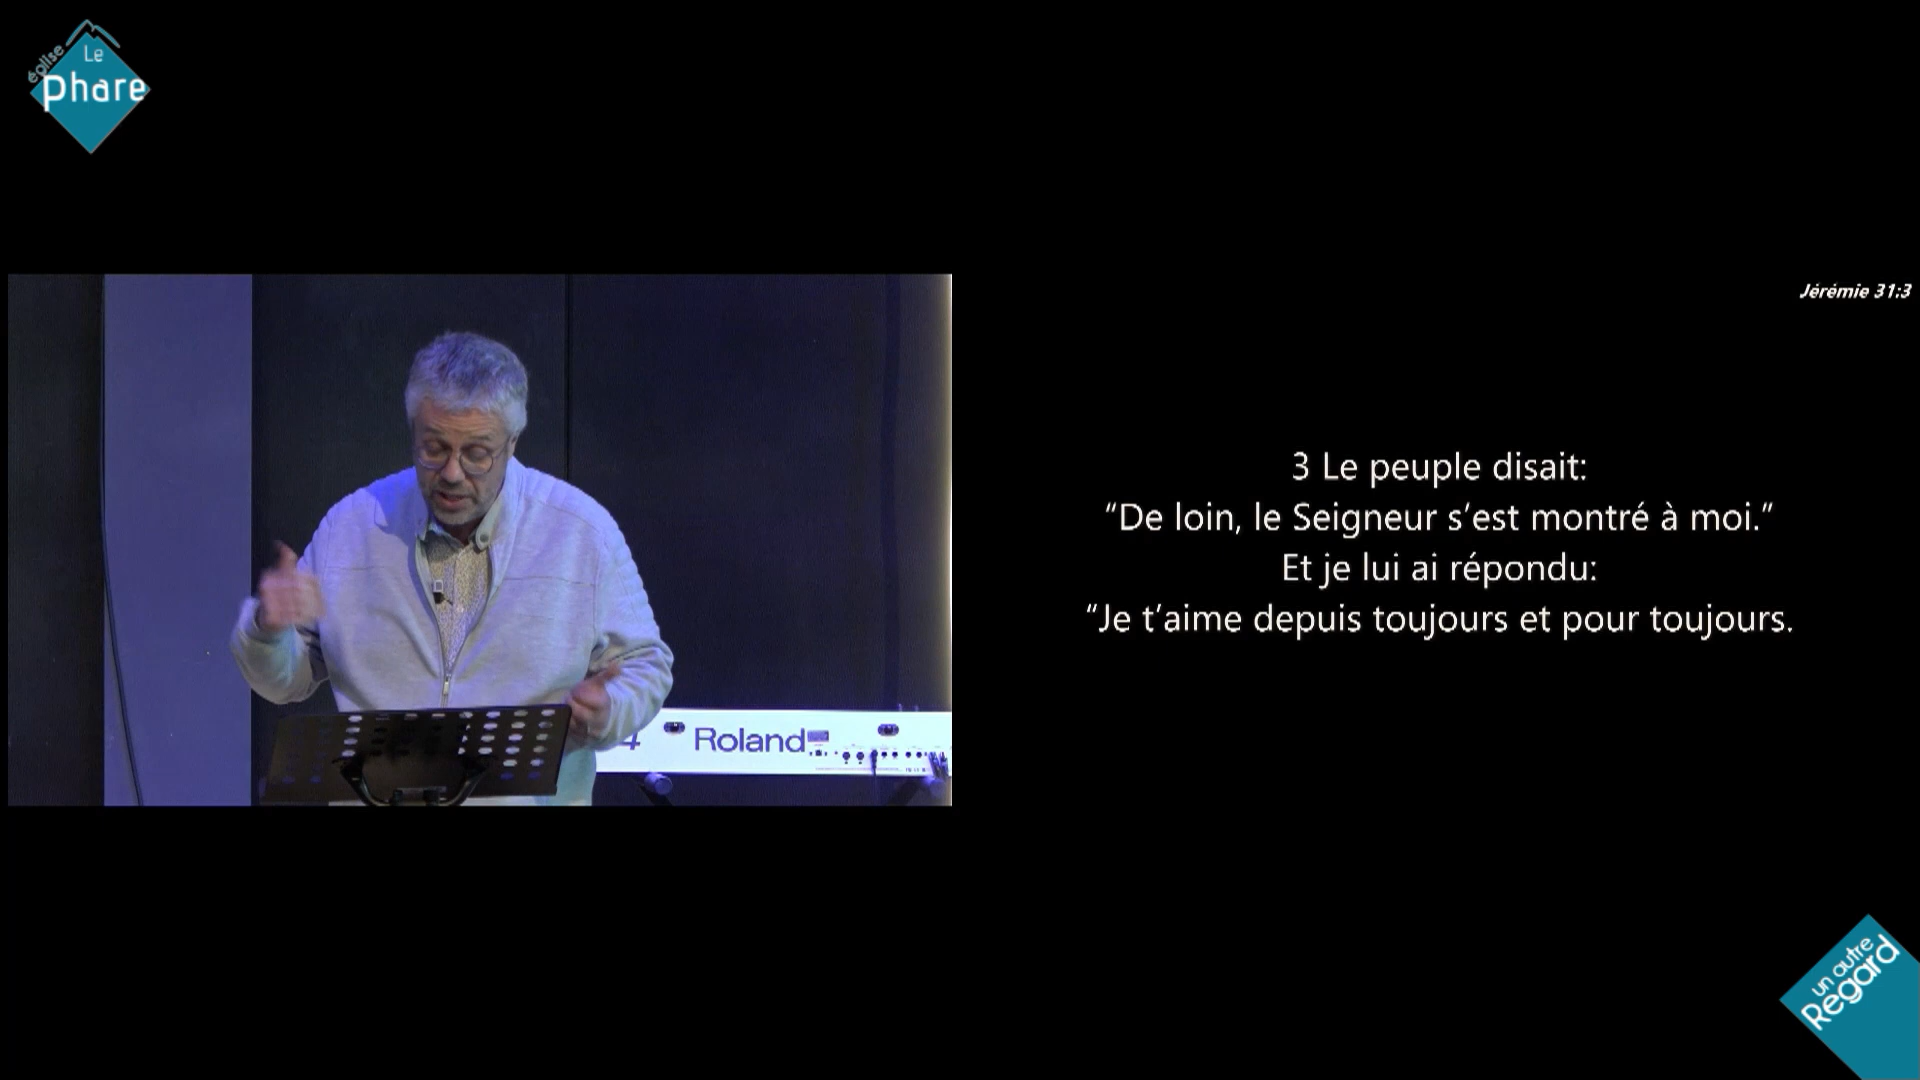 église
Le
Phare
Jérémie 31:3
3 Le peuple disait:
“De loin, le Seigneur s’est montré à moi.”
Et je lui ai répondu:
“Je t’aime depuis toujours et pour toujours.
4 Roland
un autre
Regard